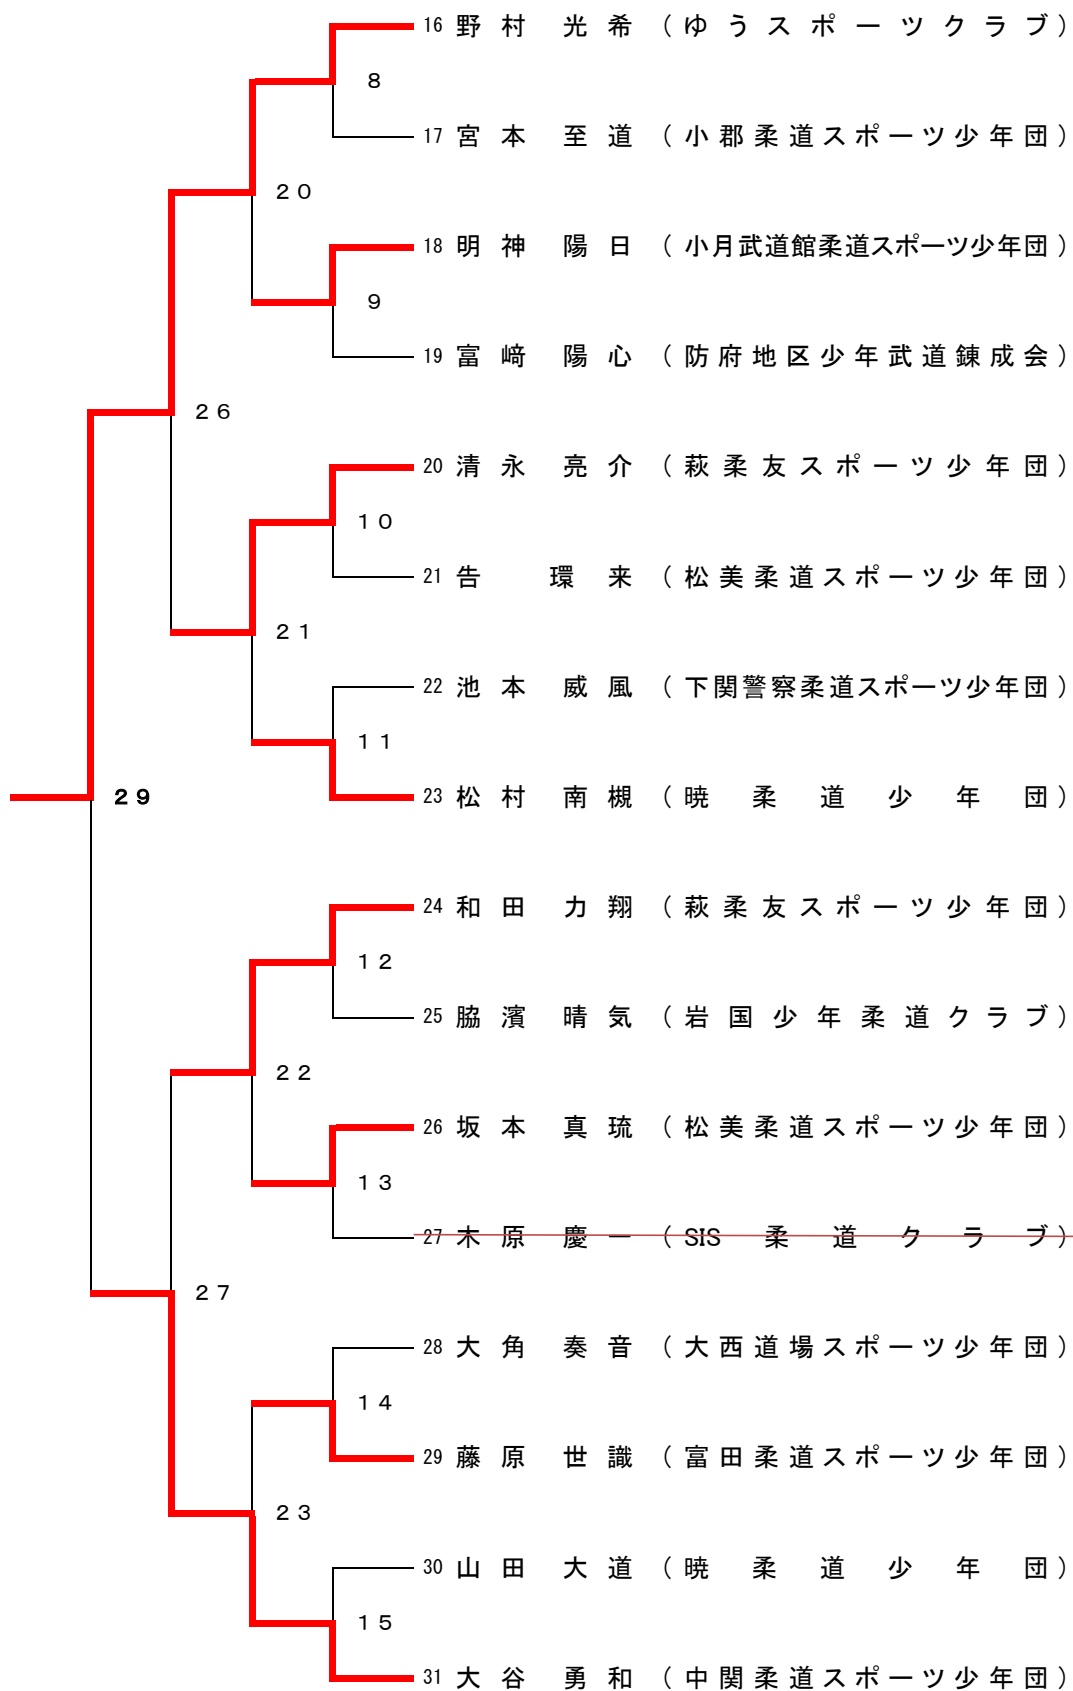 16 野村 光希 （ゆうスポーツクラブ）
8
17 宮本 至道 （小郡柔道スポーツ少年団）
20
18 明神 陽日 （小月武道館柔道スポーツ少年団）
9
19 富﨑 陽心 （防府地区少年武道錬成会）
26
20 清永 亮介 （萩柔友スポーツ少年団）
10
21 告 環来 （松美柔道スポーツ少年団）
21
22 池本 威風 （下関警察柔道スポーツ少年団）
11
29 23 松村 南槻 （暁柔道少年団）
24 和田 力翔 （萩柔友スポーツ少年団）
12
25 脇濱 晴気 （岩国少年柔道クラブ）
22
26 坂本 真琉 （松美柔道スポーツ少年団）
13
27 木原 慶一 （SIS柔道クラブ）
27
28 大角 奏音 （大西道場スポーツ少年団）
14
29 藤原 世識 （富田柔道スポーツ少年団）
23
30 山田 大道 （暁柔道少年団）
15
31 大谷 勇和 （中関柔道スポーツ少年団）